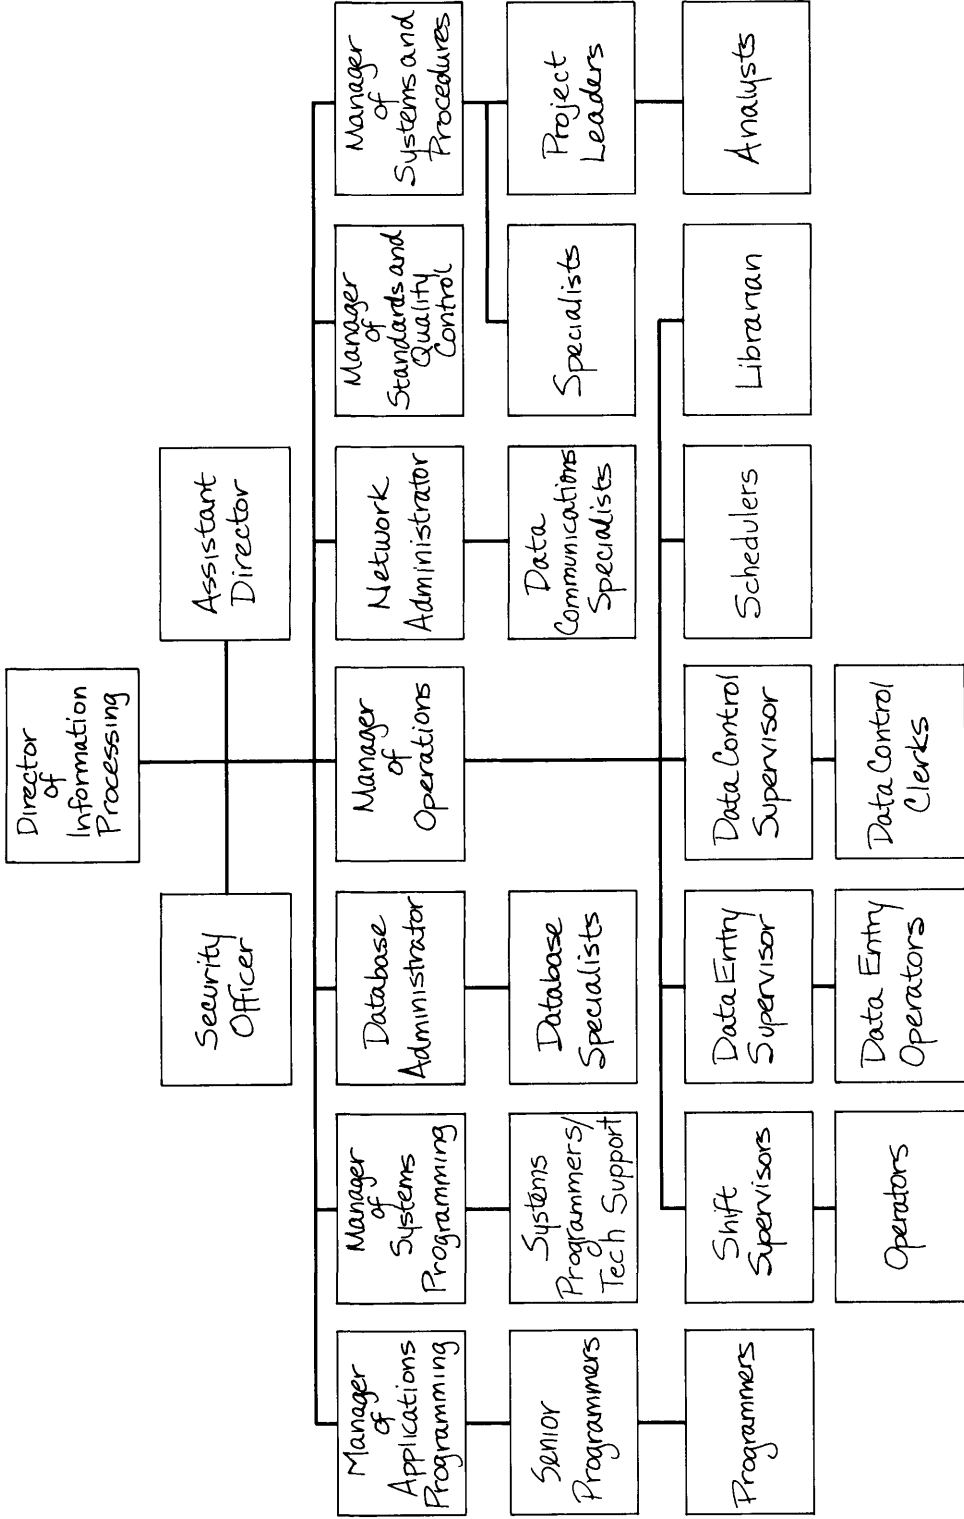 Director
of
Information
Processing
Security
Officer
Assistant
Director
Manager
of
Applications
Programming
Manager
of
Systems
Programming
Database
Administrator
Manager
of
Operations
Network
Administrator
Manager
of
Standards and
Quality
Control
Manager
of
Systems and
Procedures
Senior
Programmers
Systems
Programmers/
Tech Support
Database
Specialists
Data
Communications
Specialists
Specialists
Project
Leaders
Programmers
Shift
Supervisors
Data Entry
Supervisor
Data Control
Supervisor
Schedulers
Librarian
Analysts
Operators
Data Entry
Operators
Data Control
Clerks